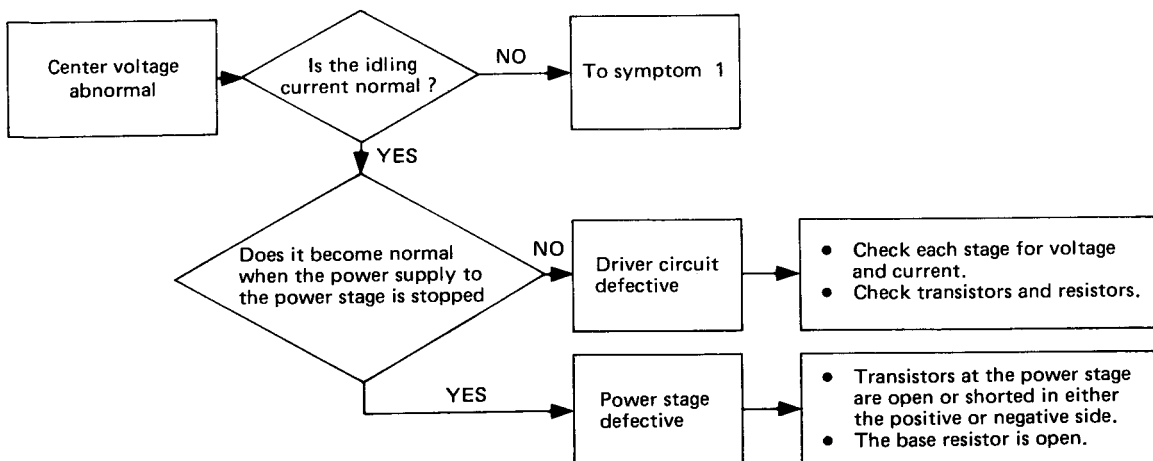 Center voltage
abnormal
Is the idling
current normal ?
NO
To symptom 1
YES
Does it become normal
when the power supply to
the power stage is stopped
NO
Driver circuit
defective
● Check each stage for voltage
and current.
● Check transistors and resistors.
YES
Power stage
defective
● Transistors at the power stage
are open or shorted in either
the positive or negative side.
● The base resistor is open.